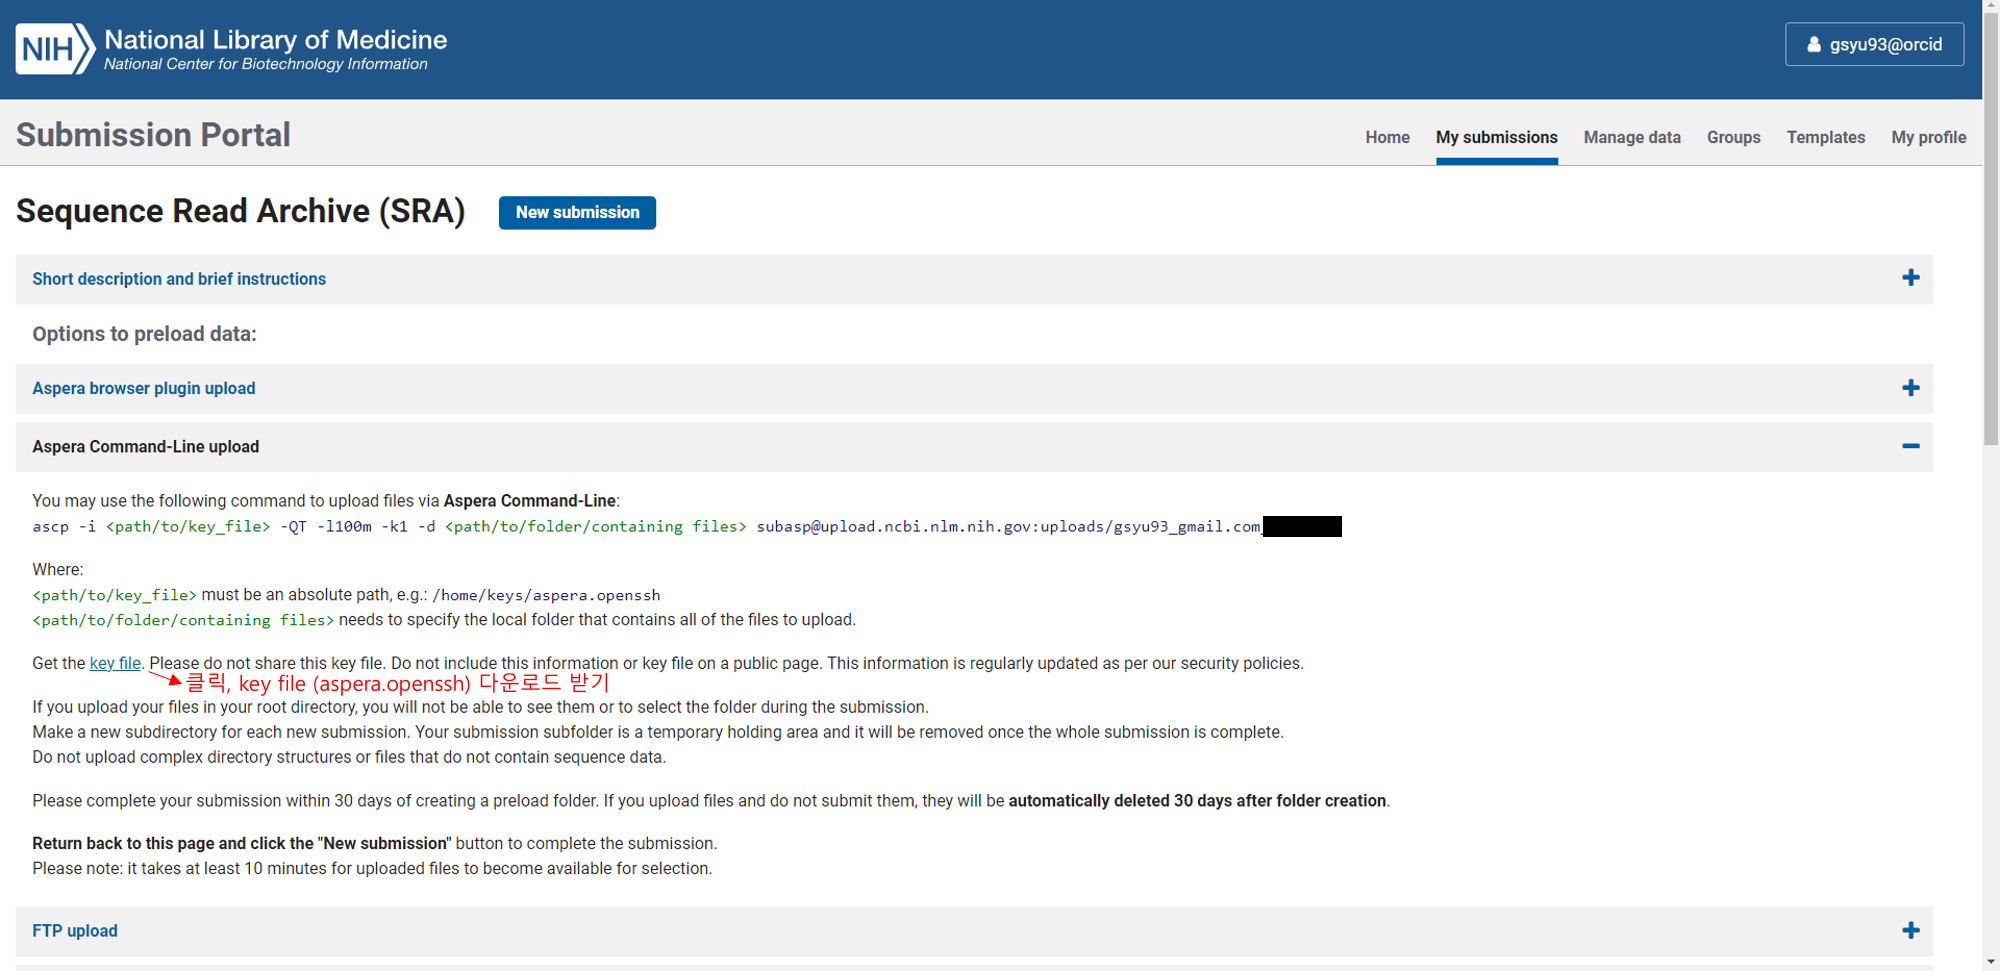 NIH National Library of Medicine
National Center for Biotechnology Information
gsyu93@orcid
Submission Portal
Home My submissions Manage data Groups Templates My profile
Sequence Read Archive (SRA) New submission
Short description and brief instructions
Options to preload data:
Aspera browser plugin upload
Aspera Command-Line upload
You may use the following command to upload files via Aspera Command-Line:
ascp -i <path/to/key_file> -QT -l100m -k1 -d <path/to/folder/containing files> subasp@upload.ncbi.nlm.nih.gov:uploads/gsyu93_gmail.com_
Where:
<path/to/key_file> must be an absolute path, e.g.: /home/keys/aspera.openssh
<path/to/folder/containing files> needs to specify the local folder that contains all of the files to upload.
Get the key file. Please do not share this key file. Do not include this information or key file on a public page. This information is regularly updated as per our security policies.
클릭, key file (aspera.openssh) 다운로드 받기
If you upload your files in your root directory, you will not be able to see them or to select the folder during the submission.
Make a new subdirectory for each new submission. Your submission subfolder is a temporary holding area and it will be removed once the whole submission is complete.
Do not upload complex directory structures or files that do not contain sequence data.
Please complete your submission within 30 days of creating a preload folder. If you upload files and do not submit them, they will be automatically deleted 30 days after folder creation.
Return back to this page and click the "New submission" button to complete the submission.
Please note: it takes at least 10 minutes for uploaded files to become available for selection.
FTP upload